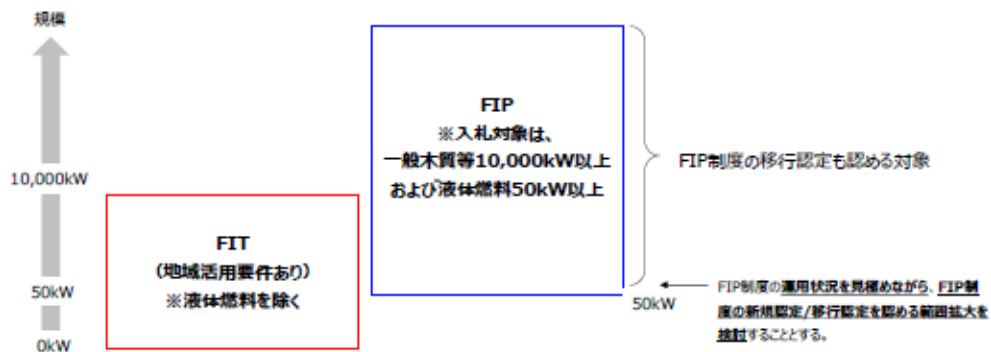 規模
FIP
※入札対象は、
一般木質等10,000kW以上
および液体燃料50kW以上
FIP制度の移行認定も認める対象
10,000kW
FIT
(地域活用要件あり)
※液体燃料を除く
50kW
50kW
FIP制度の運用状況を見極めながら、FIP制
度の新規認定/移行認定を認める範囲拡大を
検討することとする。
0kW